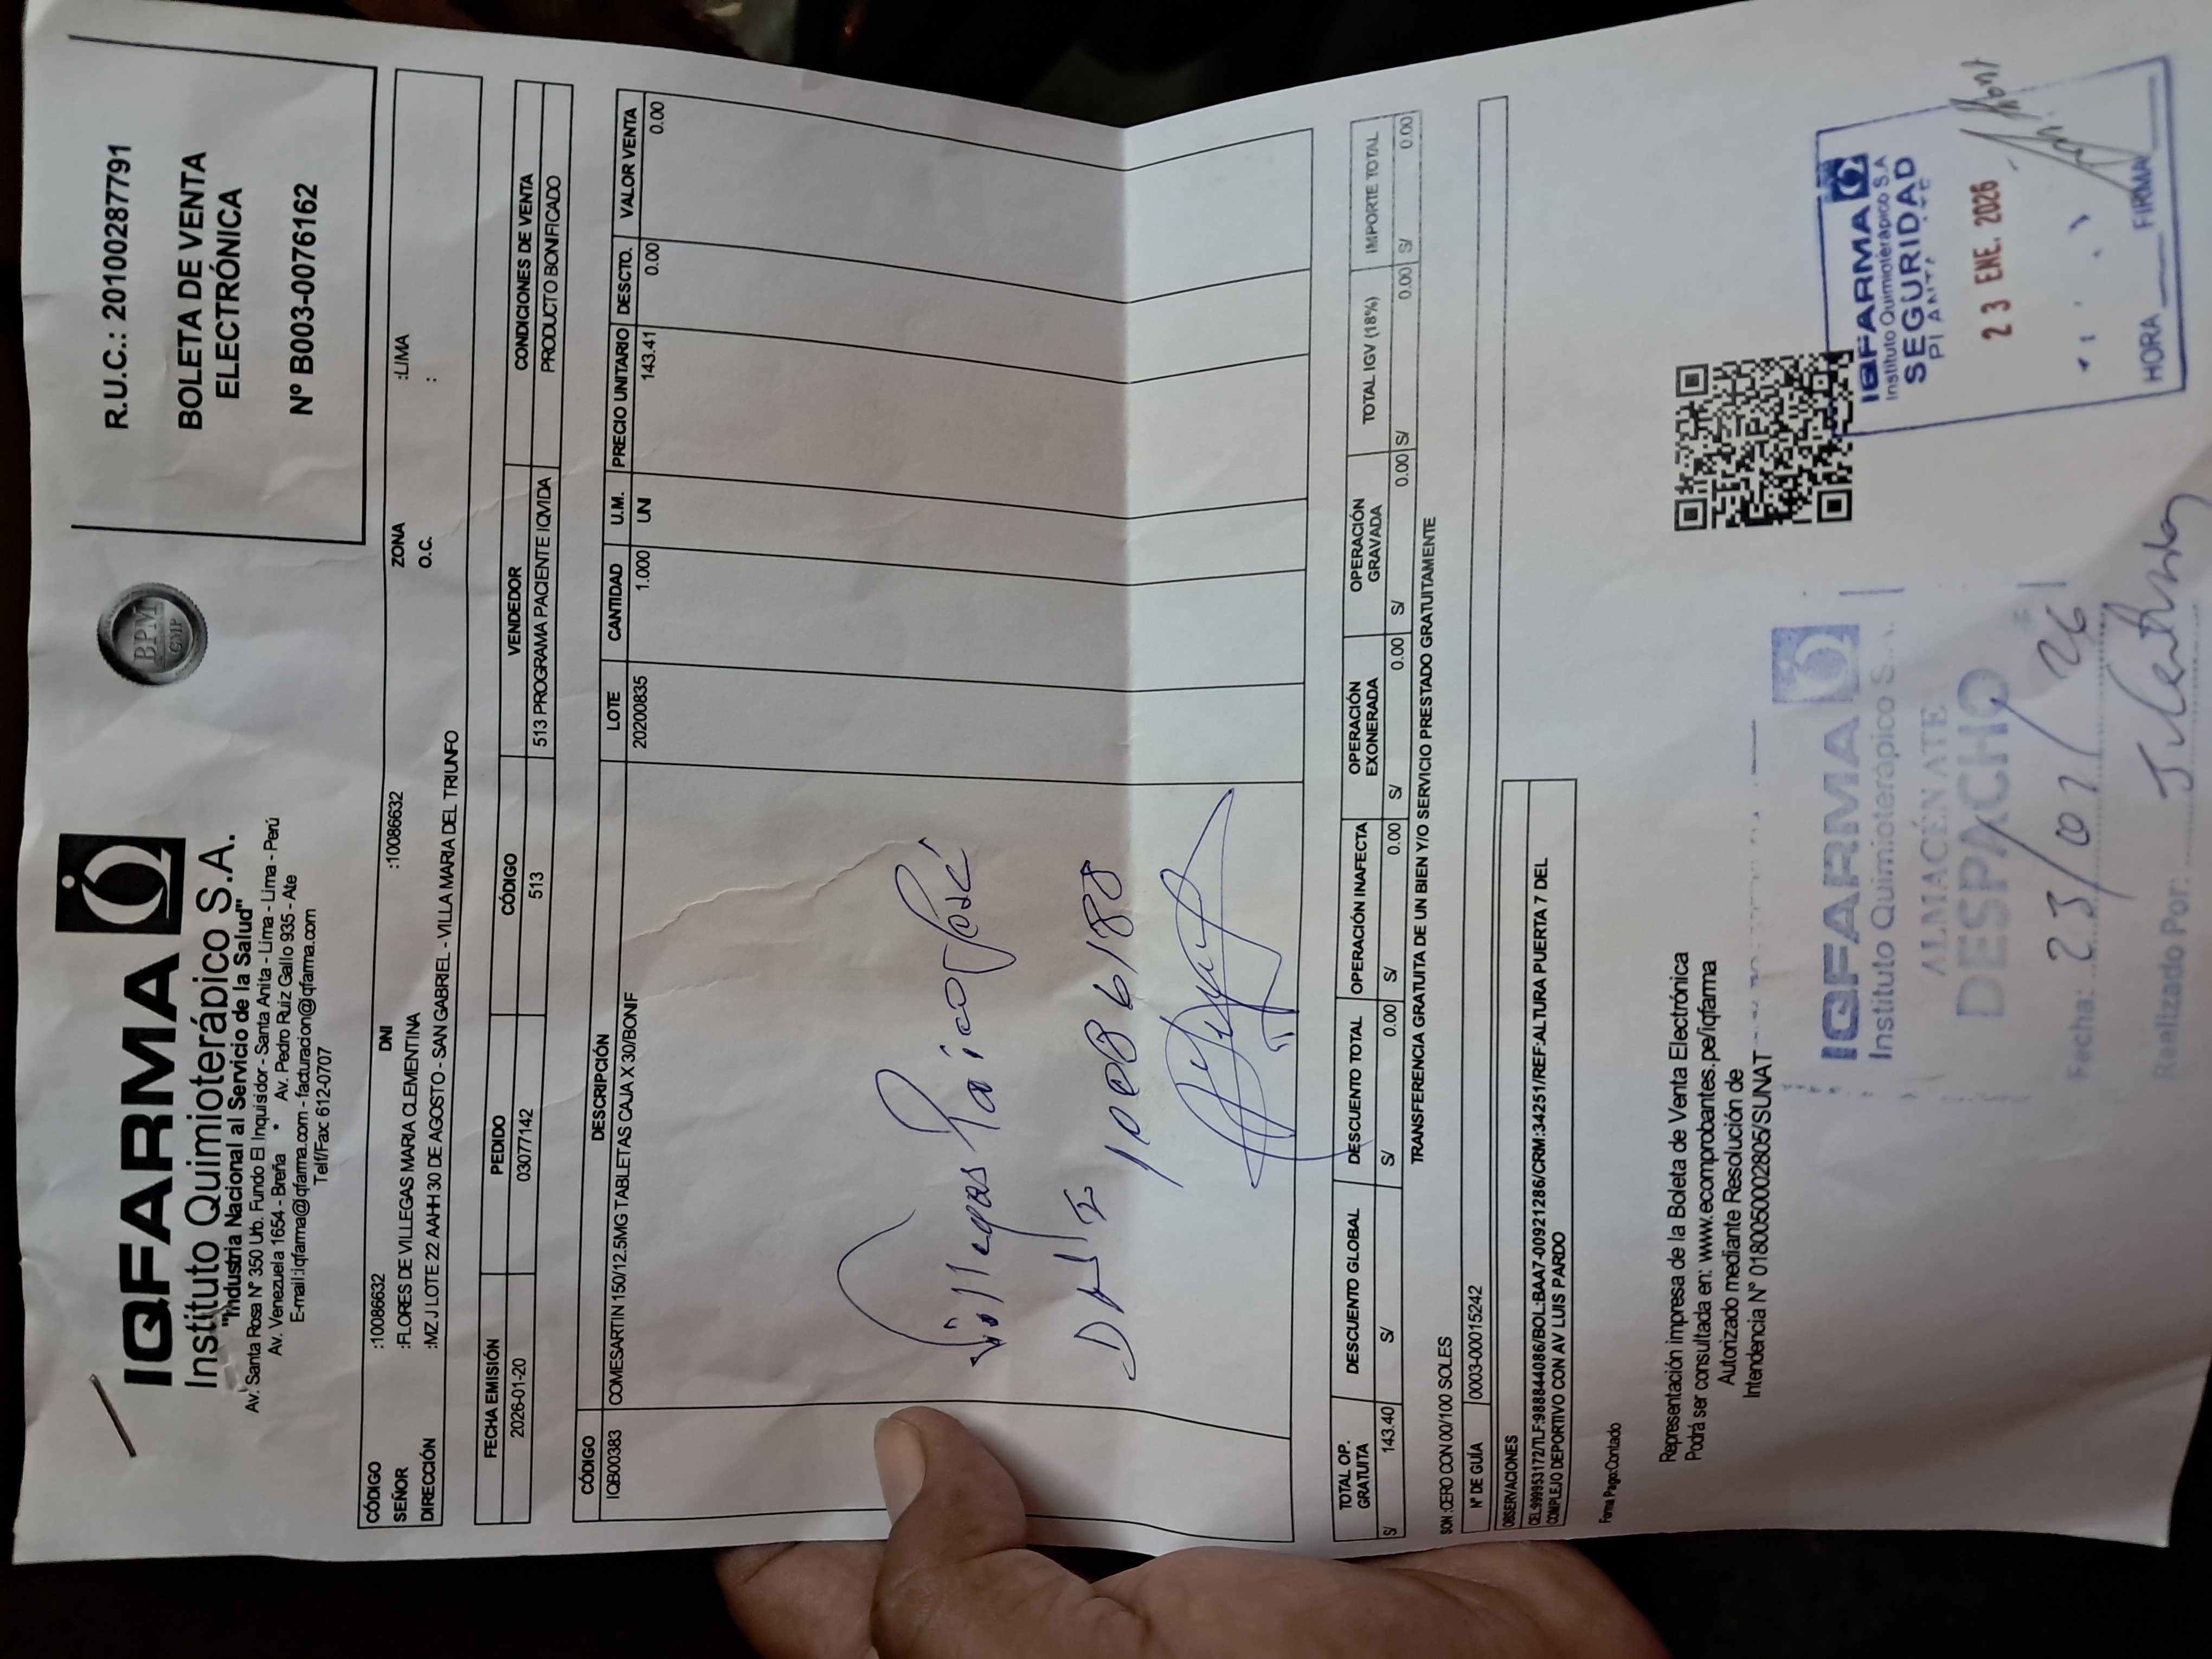 IQFARMA
Instituto Quimioterápico S.A.
"Industria Nacional al Servicio de la Salud"
Av. Santa Rosa N° 350 Urb. Fundo El Inquisidor - Santa Anita - Lima - Lima - Perú
Av. Venezuela 1654 - Breña * Av. Pedro Ruiz Gallo 935 - Ate
E-mail:iqfarma@iqfarma.com - facturacion@iqfarma.com
Telf/Fax: 612-0707
BPM
GMP
R.U.C.: 20100287791
BOLETA DE VENTA
ELECTRÓNICA
Nº B003-0076162
CÓDIGO :10086632 DNI :10086632 ZONA :LIMA
SEÑOR :FLORES DE VILLEGAS MARIA CLEMENTINA O.C. :
DIRECCIÓN :MZ J LOTE 22 AAHH 30 DE AGOSTO - SAN GABRIEL - VILLA MARIA DEL TRIUNFO
FECHA EMISIÓN PEDIDO CÓDIGO VENDEDOR CONDICIONES DE VENTA
2026-01-20 03077142 513 513 PROGRAMA PACIENTE IQVIDA PRODUCTO BONIFICADO
CÓDIGO DESCRIPCIÓN LOTE CANTIDAD U.M. PRECIO UNITARIO DESCTO. VALOR VENTA
IQB00383 COMESARTIN 150/12.5MG TABLETAS CAJA X 30/BONIF 20200835 1.000 UN 143.41 0.00 0.00
Villegas
TOTAL OP. GRATUITA DESCUENTO GLOBAL DESCUENTO TOTAL OPERACIÓN INAFECTA OPERACIÓN EXONERADA OPERACIÓN GRAVADA TOTAL IGV (18%) IMPORTE TOTAL
S/ 143.40 S/ S/ 0.00 S/ 0.00 S/ 0.00 S/ 0.00 S/ 0.00 S/ 0.00
TRANSFERENCIA GRATUITA DE UN BIEN Y/O SERVICIO PRESTADO GRATUITAMENTE
SON :CERO CON 00/100 SOLES
Nº DE GUÍA 0003-00015242
OBSERVACIONES
CEL:999953172/TLF:988844086/BOL:BAA7-00921286/CRM:34251/REF:ALTURA PUERTA 7 DEL
COMPLEJO DEPORTIVO CON AV LUIS PARDO
Forma Pago:Contado
Representación impresa de la Boleta de Venta Electrónica
Podrá ser consultada en: www.ecomprobantes.pe/iqfarma
Autorizado mediante Resolución de
Intendencia N° 0180050002805/SUNAT
IQFARMA
Instituto Quimioterápico S.A.
ALMACÉN ATE
DESPACHO
Fecha: 23/01/26
Realizado Por:
IQFARMA
Instituto Quimioterápico S.A
SEGURIDAD
23 ENE. 2026
HORA FIRMA